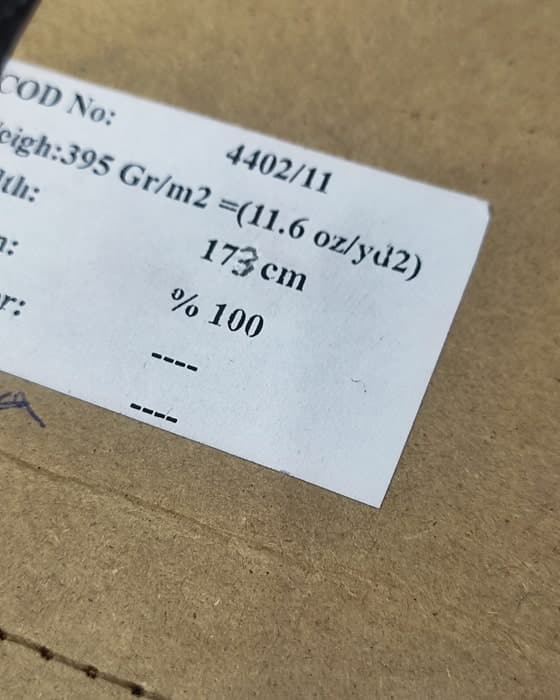 COD No: 4402/11
eigh:395 Gr/m2 =(11.6 oz/yd2)
dth: 173 cm
n: % 100
r: ----
----